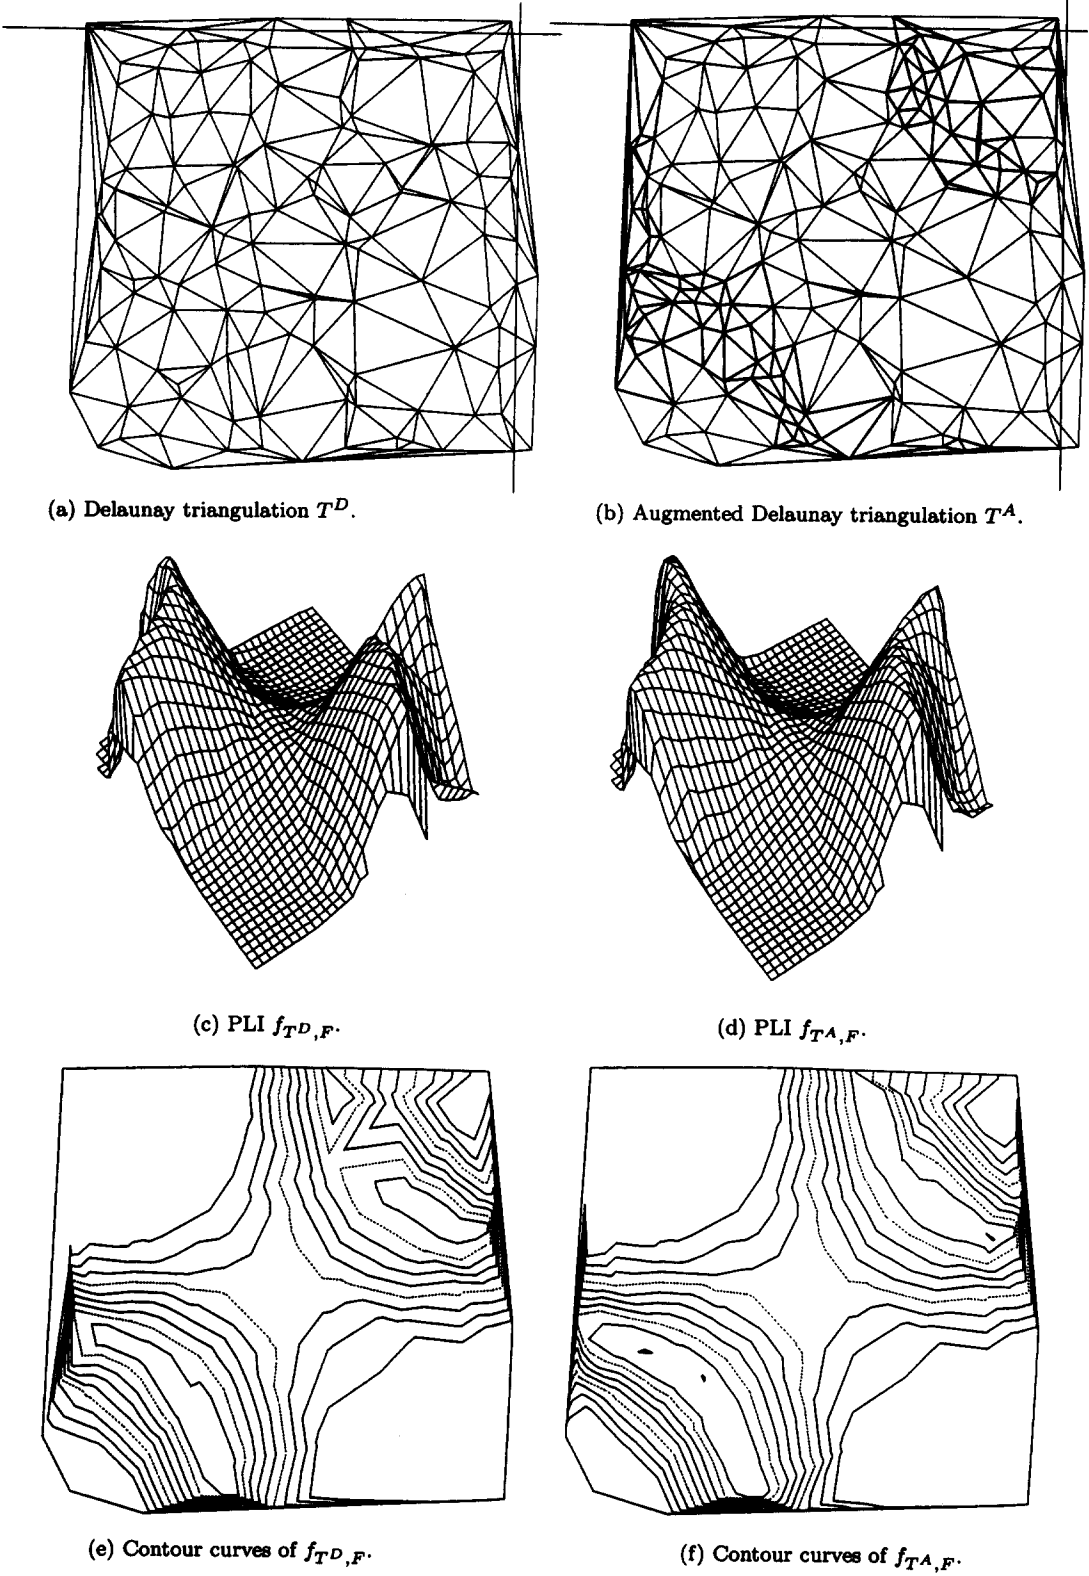 (a) Delaunay triangulation T^D.
(b) Augmented Delaunay triangulation T^A.
(c) PLI f_{T^D,F}.
(d) PLI f_{T^A,F}.
(e) Contour curves of f_{T^D,F}.
(f) Contour curves of f_{T^A,F}.